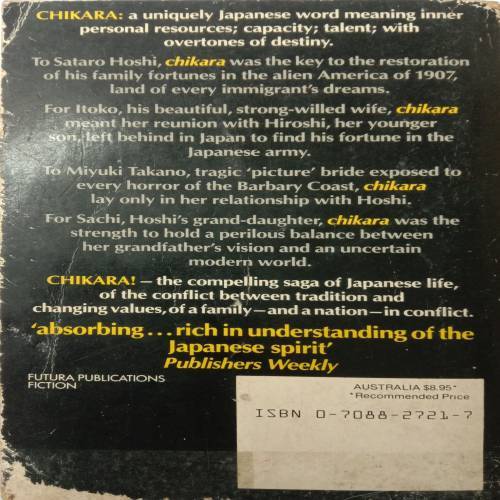 CHIKARA: a uniquely Japanese word meaning inner
personal resources; capacity; talent; with
overtones of destiny.
To Sataro Hoshi, chikara was the key to the restoration
of his family fortunes in the alien America of 1907,
land of every immigrant's dreams.
For Itoko, his beautiful, strong-willed wife, chikara
meant her reunion with Hiroshi, her younger
son, left behind in Japan to find his fortune in the
Japanese army.
To Miyuki Takano, tragic 'picture' bride exposed to
every horror of the Barbary Coast, chikara
lay only in her relationship with Hoshi.
For Sachi, Hoshi's grand-daughter, chikara was the
strength to hold a perilous balance between
her grandfather's vision and an uncertain
modern world.
CHIKARA! — the compelling saga of Japanese life,
of the conflict between tradition and
changing values, of a family — and a nation — in conflict.
'absorbing... rich in understanding of the
Japanese spirit'
Publishers Weekly
FUTURA PUBLICATIONS
FICTION
AUSTRALIA $8.95*
*Recommended Price
ISBN 0-7088-2721-7